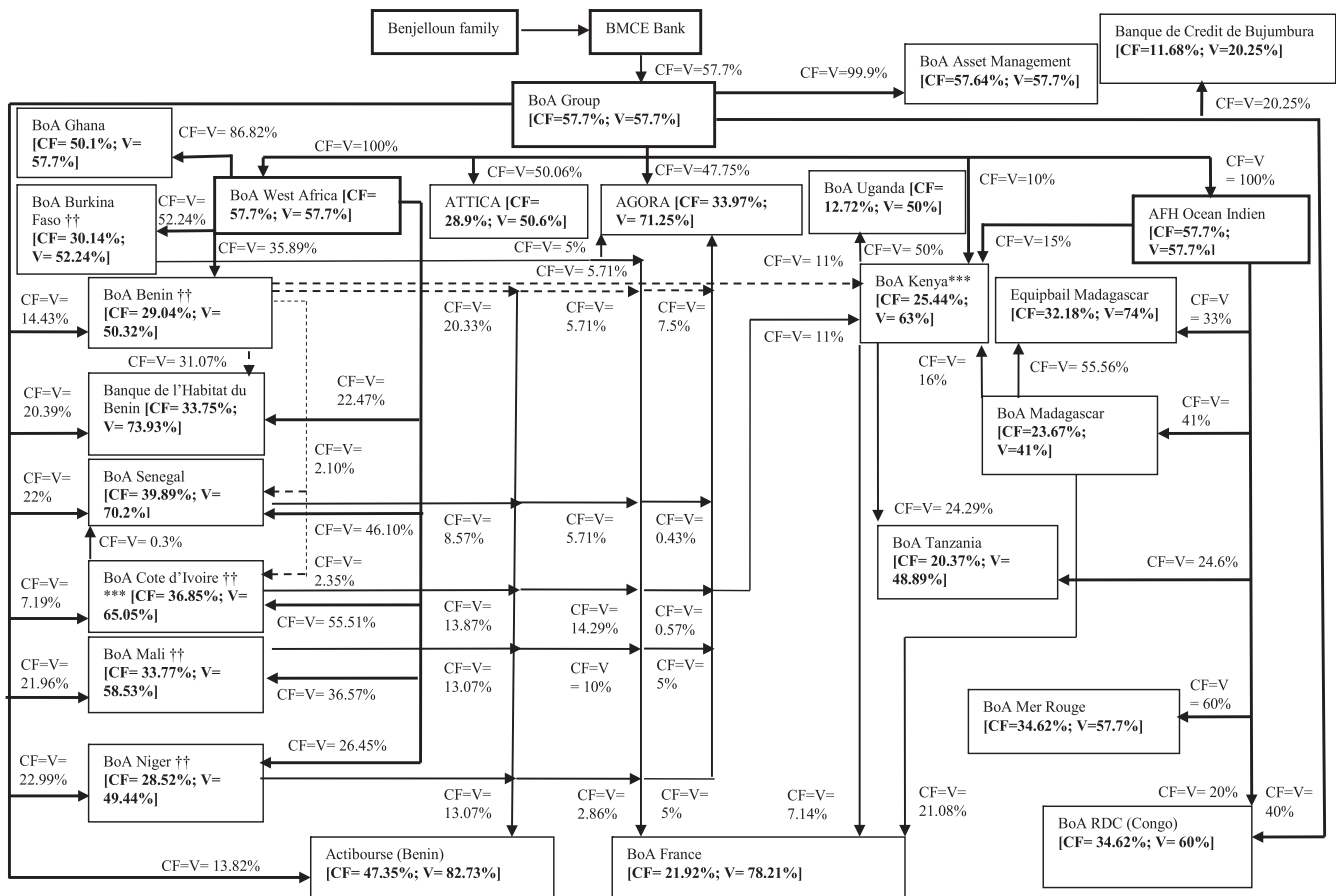 Benjelloun family
BMCE Bank
Banque de Credit de Bujumbura
[CF=11.68%; V=20.25%]
CF=V=57.7%
CF=V=99.9%
BoA Asset Management
[CF=57.64%; V=57.7%]
BoA Group
[CF=57.7%; V=57.7%]
CF=V=20.25%
BoA Ghana
[CF= 50.1%; V=
57.7%]
CF=V= 86.82%
CF=V=100%
CF=V=50.06%
CF=V=47.75%
CF=V=10%
CF=V
= 100%
BoA Burkina
Faso ††
[CF= 30.14%;
V= 52.24%]
CF=V=
52.24%
BoA West Africa [CF=
57.7%; V= 57.7%]
ATTICA [CF=
28.9%; V= 50.6%]
AGORA [CF= 33.97%; V=
71.25%]
BoA Uganda [CF=
12.72%; V= 50%]
AFH Ocean Indien
[CF=57.7%;
V=57.7%]
CF=V= 35.89%
CF=V= 5%
CF=V= 5.71%
CF=V= 50%
CF=V=15%
CF=V=
14.43%
BoA Benin ††
[CF= 29.04%; V=
50.32%]
CF=V=
20.33%
CF=V=
5.71%
CF=V=
7.5%
CF=V= 11%
CF=V= 11%
BoA Kenya***
[CF= 25.44%;
V= 63%]
Equipbail Madagascar
[CF=32.18%; V=74%]
CF=V
= 33%
CF=V= 31.07%
CF=V=
20.39%
Banque de l’Habitat du
Benin [CF= 33.75%;
V= 73.93%]
CF=V=
22.47%
CF=V=
16%
CF=V= 55.56%
BoA Madagascar
[CF=23.67%;
V=41%]
CF=V=
41%
CF=V=
2.10%
CF=V=
22%
BoA Senegal
[CF= 39.89%; V=
70.2%]
CF=V= 46.10%
CF=V=
8.57%
CF=V=
5.71%
CF=V=
0.43%
CF=V= 24.29%
CF=V= 0.3%
BoA Tanzania
[CF= 20.37%; V=
48.89%]
CF=V= 24.6%
CF=V=
7.19%
BoA Cote d’Ivoire ††
*** [CF= 36.85%; V=
65.05%]
CF=V=
2.35%
CF=V= 55.51%
CF=V=
13.87%
CF=V=
14.29%
CF=V=
0.57%
CF=V=
21.96%
BoA Mali ††
[CF= 33.77%; V=
58.53%]
CF=V= 36.57%
CF=V=
13.07%
CF=V
= 10%
CF=V=
5%
BoA Mer Rouge
[CF=34.62%; V=57.7%]
CF=V
= 60%
CF=V= 26.45%
CF=V=
22.99%
BoA Niger ††
[CF= 28.52%; V=
49.44%]
CF=V=
13.07%
CF=V=
2.86%
CF=V=
5%
CF=V=
7.14%
CF=V=
21.08%
CF=V= 20%
CF=V=
40%
BoA RDC (Congo)
[CF= 34.62%; V= 60%]
CF=V= 13.82%
Actibourse (Benin)
[CF= 47.35%; V= 82.73%]
BoA France
[CF= 21.92%; V= 78.21%]